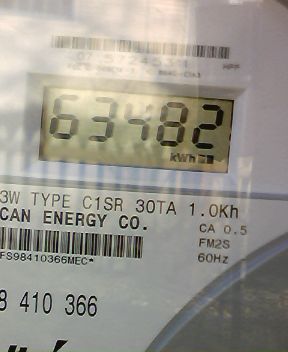 63482
kWh
3W TYPE C1SR 30TA 1.0Kh
CAN ENERGY CO.
CA 0.5
FM2S
60Hz
FS98410366MEC*
8 410 366